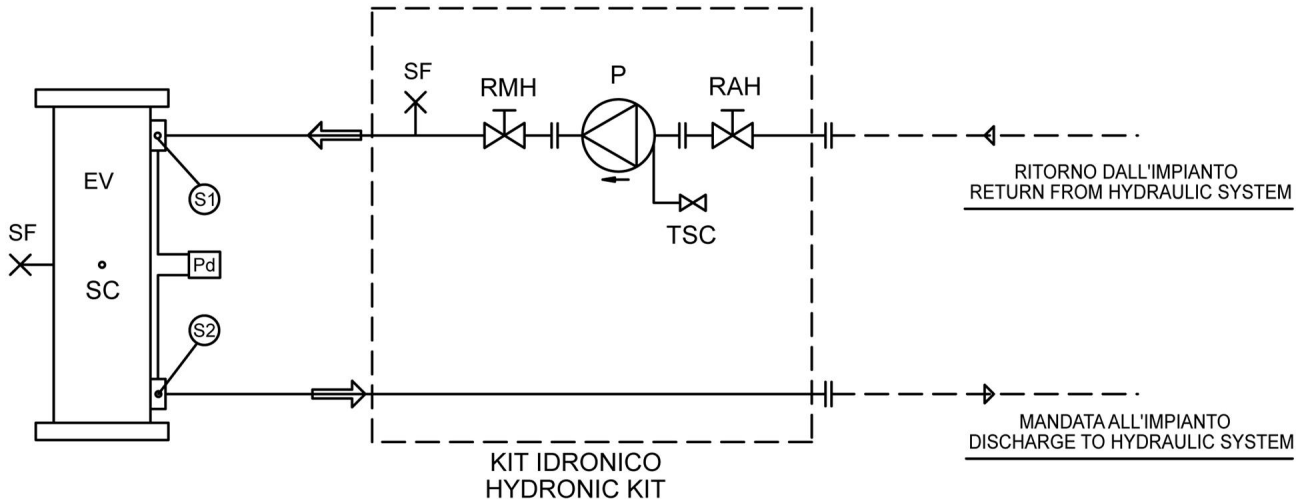 SF
RMH
P
RAH
EV
S1
RITORNO DALL'IMPIANTO
RETURN FROM HYDRAULIC SYSTEM
SF
TSC
Pd
SC
S2
MANDATA ALL'IMPIANTO
DISCHARGE TO HYDRAULIC SYSTEM
KIT IDRONICO
HYDRONIC KIT